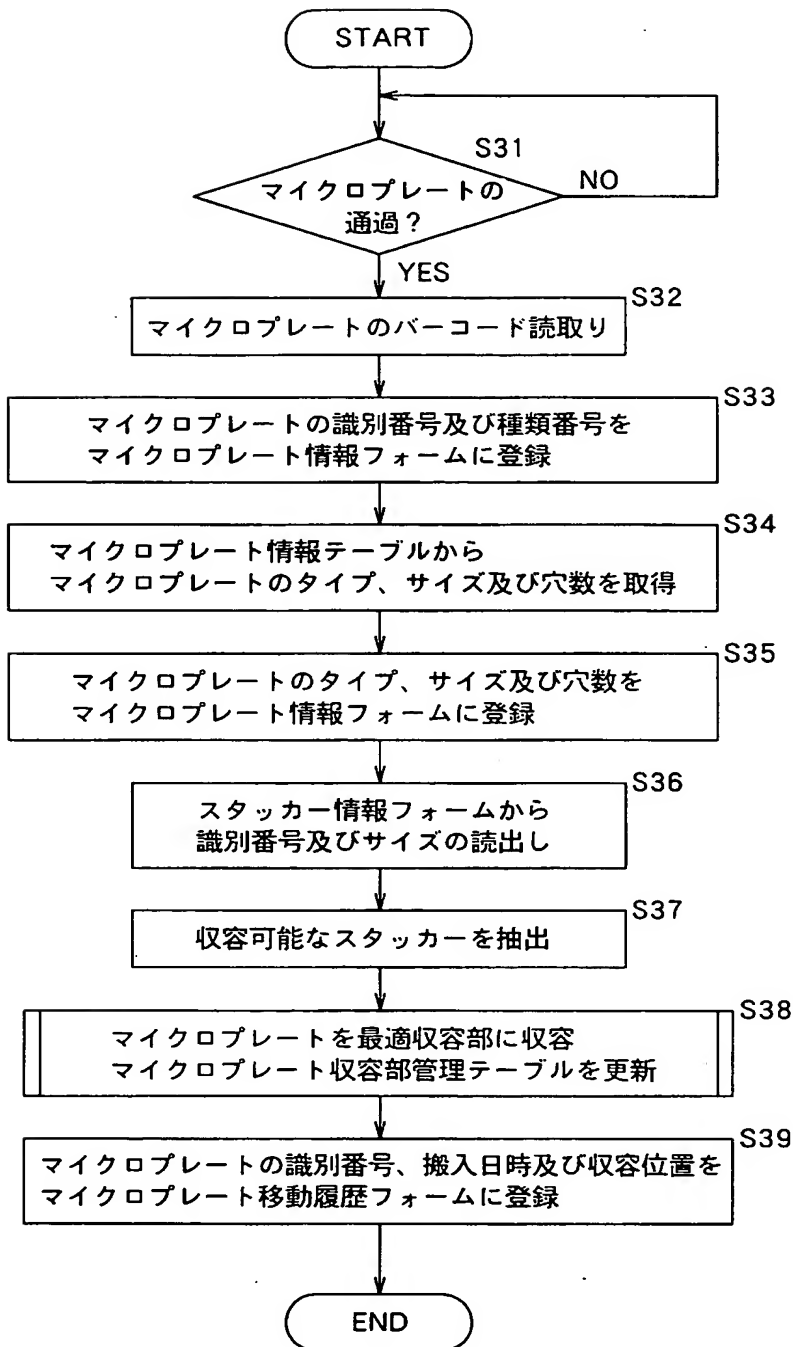 START
S31
マイクロプレートの
通過？
NO
YES
S32
マイクロプレートのバーコード読取り
S33
マイクロプレートの識別番号及び種類番号を
マイクロプレート情報フォームに登録
S34
マイクロプレート情報テーブルから
マイクロプレートのタイプ、サイズ及び穴数を取得
S35
マイクロプレートのタイプ、サイズ及び穴数を
マイクロプレート情報フォームに登録
S36
スタッカー情報フォームから
識別番号及びサイズの読出し
S37
収容可能なスタッカーを抽出
S38
マイクロプレートを最適収容部に収容
マイクロプレート収容部管理テーブルを更新
S39
マイクロプレートの識別番号、搬入日時及び収容位置を
マイクロプレート移動履歴フォームに登録
END